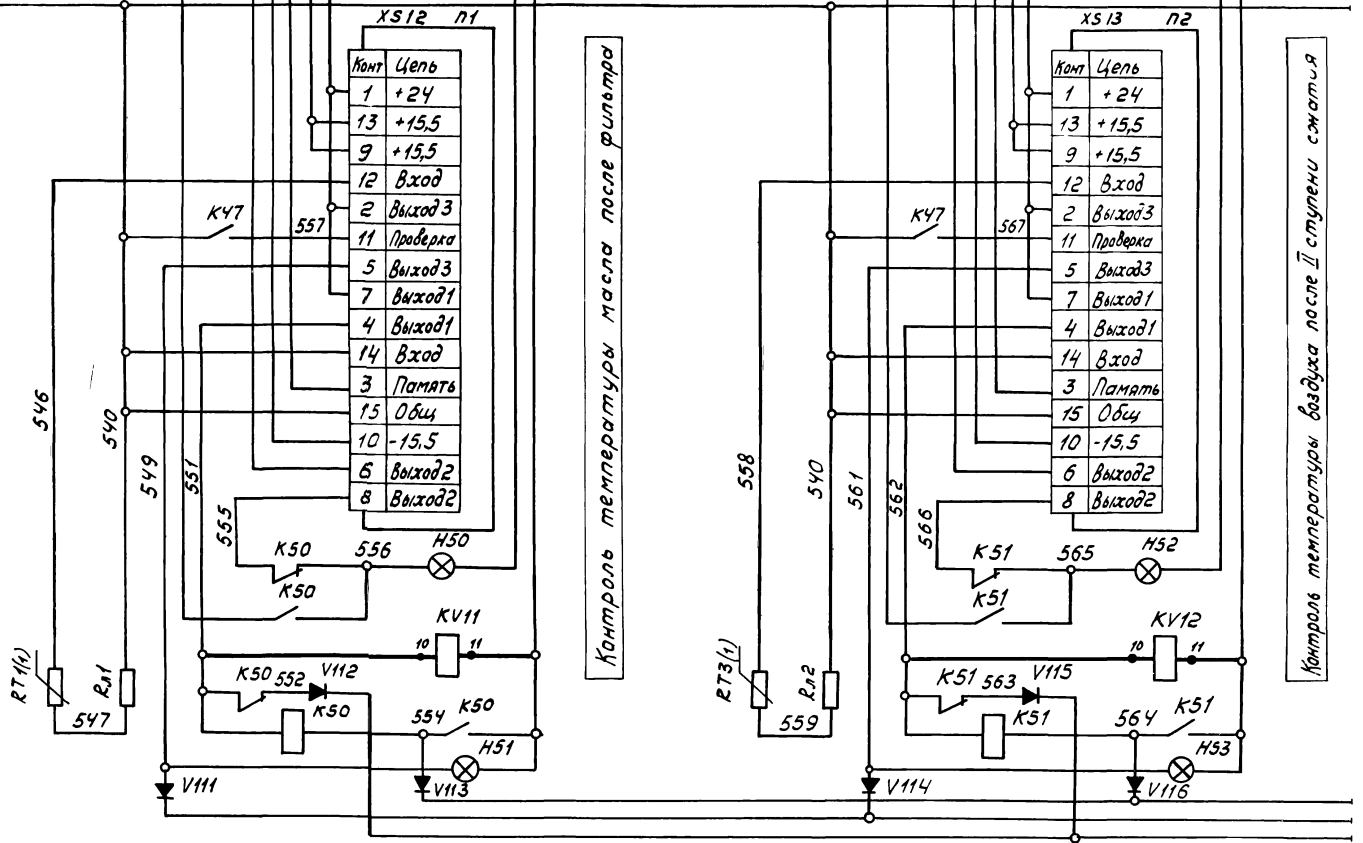 XS12 П1
Конт Цепь
1 +24
13 +15,5
9 +15,5
12 Вход
2 Выход3
11 Проверка
5 Выход3
7 Выход1
4 Выход1
14 Вход
3 Память
15 Общ
10 -15,5
6 Выход2
8 Выход2
К47
557
546
540
549
551
555
К50
556
Н50
К50
KV11
10 11
RT1(1)
Rл1
547
К50 552 V112
К50
554 К50
Н51
V111
V113
Контроль температуры масла после фильтра
XS13 П2
Конт Цепь
1 +24
13 +15,5
9 +15,5
12 Вход
2 Выход3
11 Проверка
5 Выход3
7 Выход1
4 Выход1
14 Вход
3 Память
15 Общ
10 -15,5
6 Выход2
8 Выход2
К47
567
558
540
561
562
566
К51
565
Н52
К51
KV12
10 11
RT3(1)
Rл2
559
К51 563 V115
К51
564 К51
Н53
V114
V116
Контроль температуры воздуха после II ступени сжатия